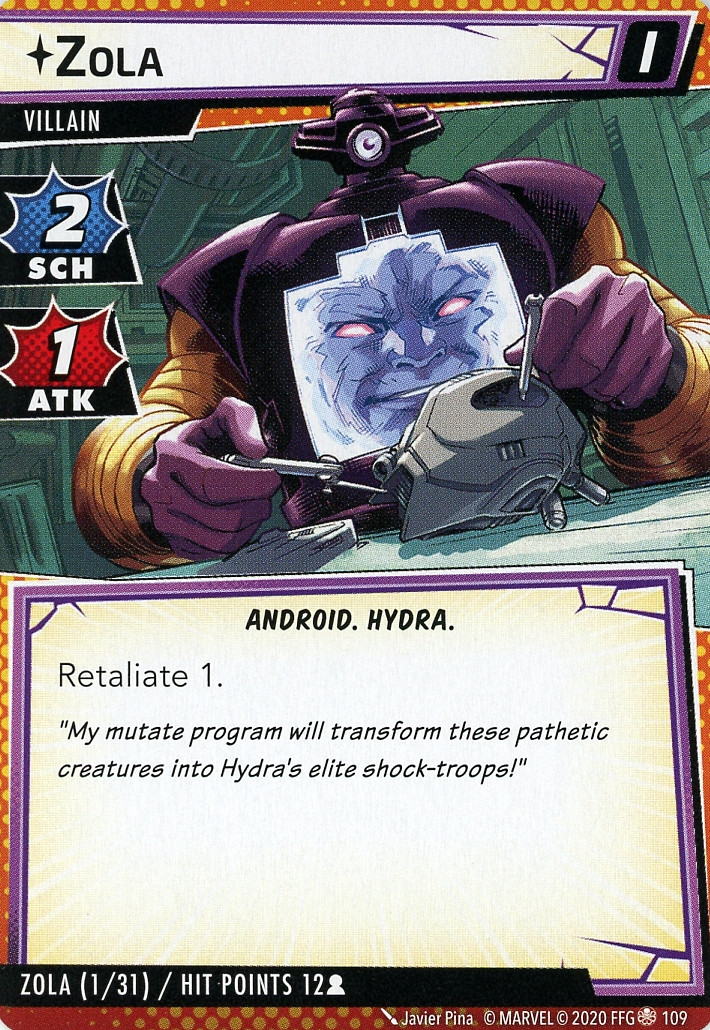 ZOLA
I
VILLAIN
2
SCH
1
ATK
ANDROID. HYDRA.
Retaliate 1.
"My mutate program will transform these pathetic
creatures into Hydra's elite shock-troops!"
ZOLA (1/31) / HIT POINTS 12
Javier Pina © MARVEL © 2020 FFG 109